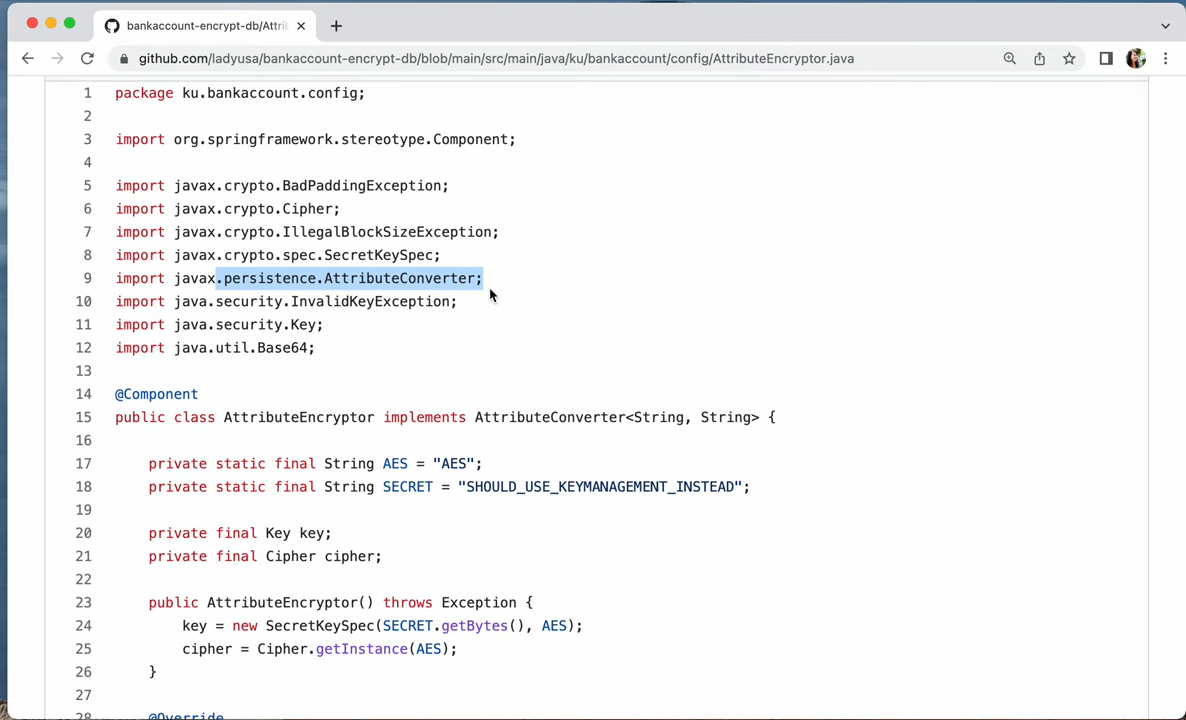 bankaccount-encrypt-db/Attri
github.com/ladyusa/bankaccount-encrypt-db/blob/main/src/main/java/ku/bankaccount/config/AttributeEncryptor.java
1 package ku.bankaccount.config;
2
3 import org.springframework.stereotype.Component;
4
5 import javax.crypto.BadPaddingException;
6 import javax.crypto.Cipher;
7 import javax.crypto.IllegalBlockSizeException;
8 import javax.crypto.spec.SecretKeySpec;
9 import javax.persistence.AttributeConverter;
10 import java.security.InvalidKeyException;
11 import java.security.Key;
12 import java.util.Base64;
13
14 @Component
15 public class AttributeEncryptor implements AttributeConverter<String, String> {
16
17 private static final String AES = "AES";
18 private static final String SECRET = "SHOULD_USE_KEYMANAGEMENT_INSTEAD";
19
20 private final Key key;
21 private final Cipher cipher;
22
23 public AttributeEncryptor() throws Exception {
24 key = new SecretKeySpec(SECRET.getBytes(), AES);
25 cipher = Cipher.getInstance(AES);
26 }
27
28 @Override